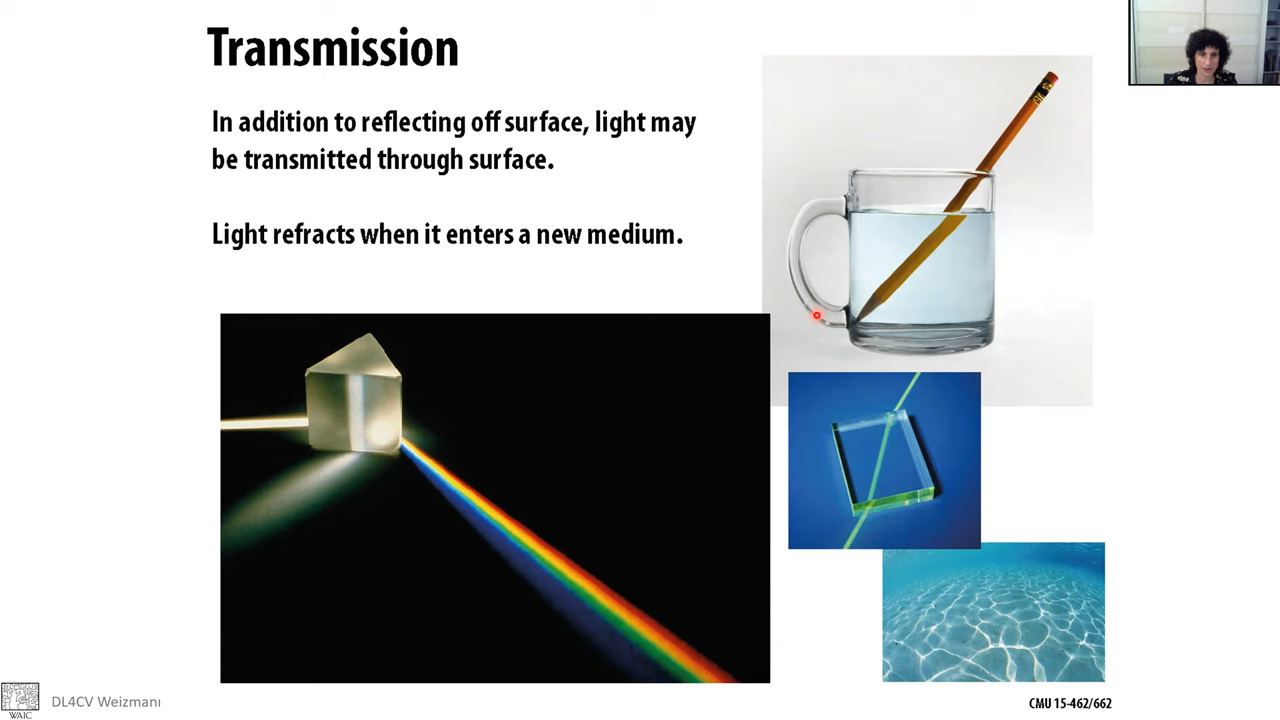 Transmission
In addition to reflecting off surface, light may
be transmitted through surface.
Light refracts when it enters a new medium.
WAIC
DL4CV Weizmanı
CMU 15-462/662